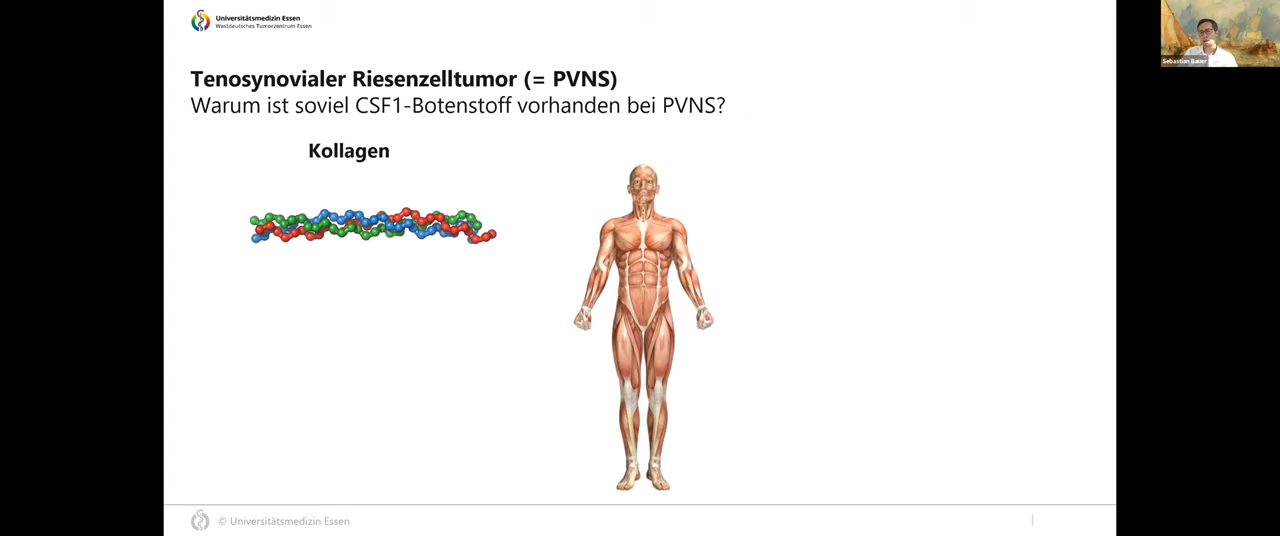 Universitätsmedizin Essen
Westdeutsches Tumorzentrum Essen
Sebastian Bauer
Tenosynovialer Riesenzelltumor (= PVNS)
Warum ist soviel CSF1-Botenstoff vorhanden bei PVNS?
Kollagen
© Universitätsmedizin Essen